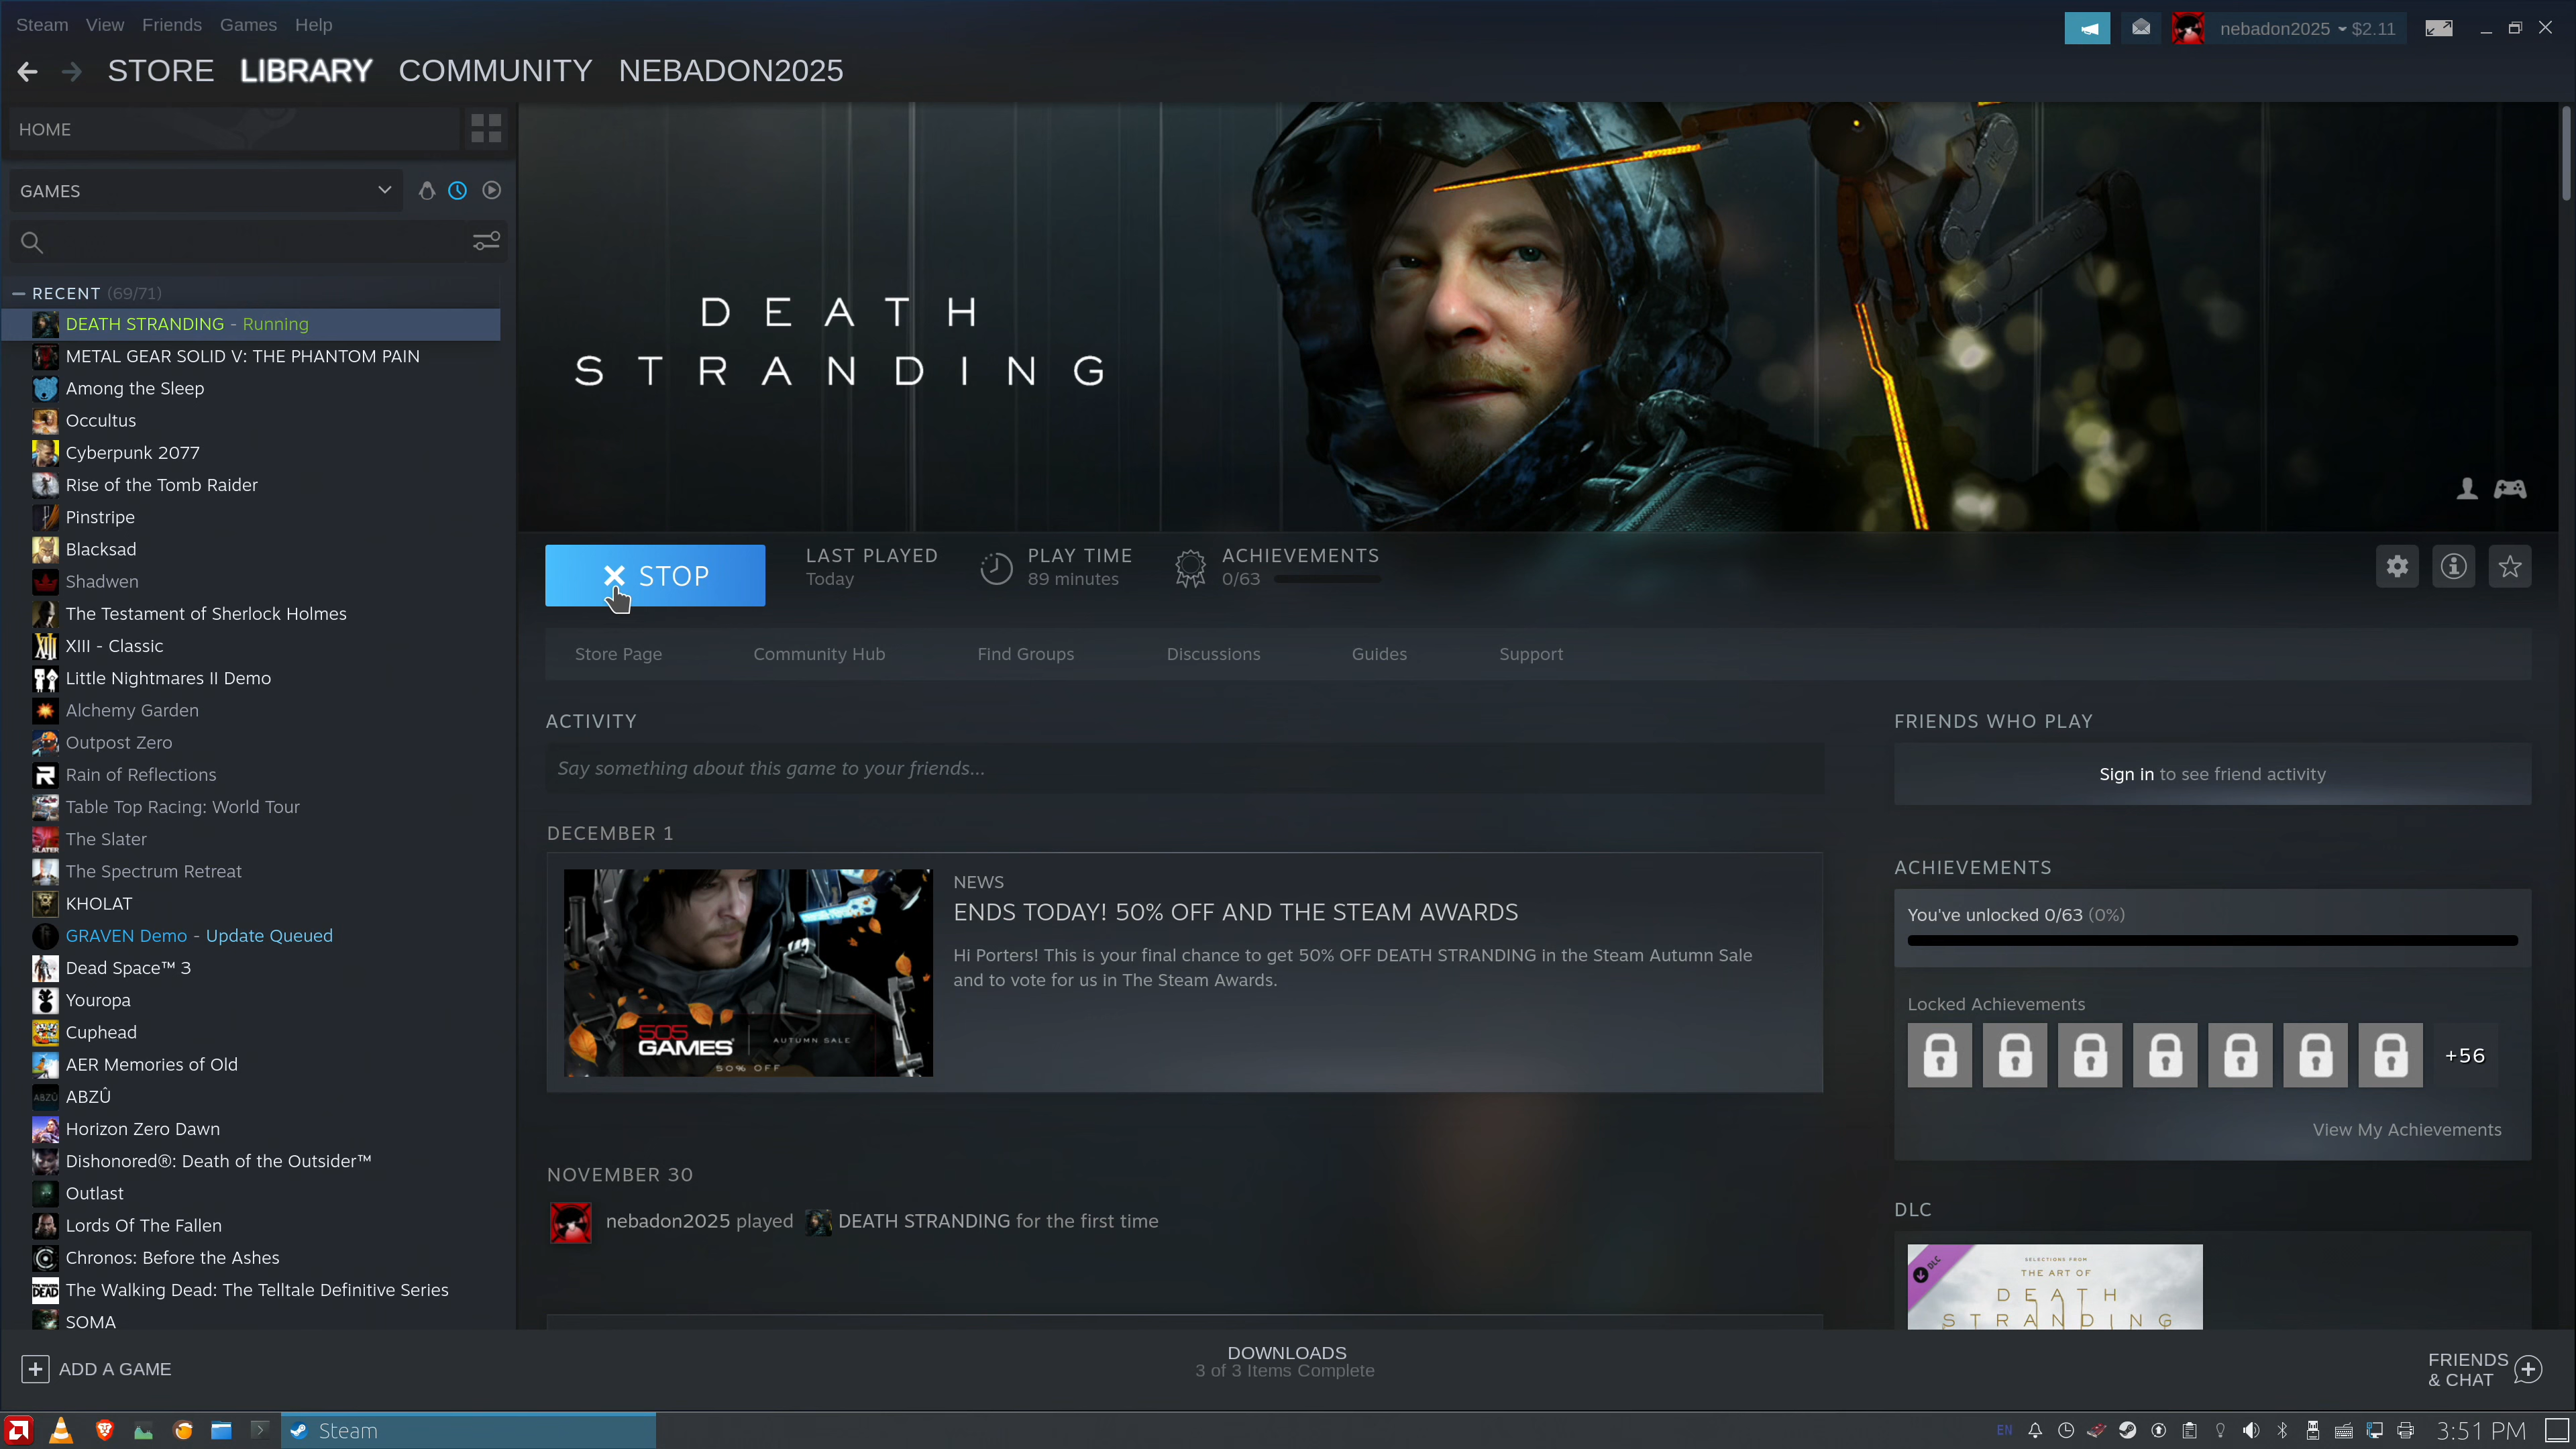 Steam View Friends Games Help
nebadon2025 $2.11
STORE LIBRARY COMMUNITY NEBADON2025
HOME
GAMES
RECENT (69/71)
DEATH STRANDING - Running
METAL GEAR SOLID V: THE PHANTOM PAIN
Among the Sleep
Occultus
Cyberpunk 2077
Rise of the Tomb Raider
Pinstripe
Blacksad
Shadwen
The Testament of Sherlock Holmes
XIII - Classic
Little Nightmares II Demo
Alchemy Garden
Outpost Zero
Rain of Reflections
Table Top Racing: World Tour
The Slater
The Spectrum Retreat
KHOLAT
GRAVEN Demo - Update Queued
Dead Space™ 3
Youropa
Cuphead
AER Memories of Old
ABZÛ
Horizon Zero Dawn
Dishonored®: Death of the Outsider™
Outlast
Lords Of The Fallen
Chronos: Before the Ashes
The Walking Dead: The Telltale Definitive Series
SOMA
DEATH
STRANDING
STOP
LAST PLAYED
Today
PLAY TIME
89 minutes
ACHIEVEMENTS
0/63
Store Page Community Hub Find Groups Discussions Guides Support
ACTIVITY
Say something about this game to your friends...
DECEMBER 1
505
GAMES
AUTUMN SALE
50% OFF
NEWS
ENDS TODAY! 50% OFF AND THE STEAM AWARDS
Hi Porters! This is your final chance to get 50% OFF DEATH STRANDING in the Steam Autumn Sale
and to vote for us in The Steam Awards.
NOVEMBER 30
nebadon2025 played DEATH STRANDING for the first time
FRIENDS WHO PLAY
Sign in to see friend activity
ACHIEVEMENTS
You've unlocked 0/63 (0%)
Locked Achievements
+56
View My Achievements
DLC
DLC
SELECTIONS FROM
THE ART OF
DEATH
STRANDING
ADD A GAME
DOWNLOADS
3 of 3 Items Complete
FRIENDS
& CHAT
Steam
EN
3:51 PM